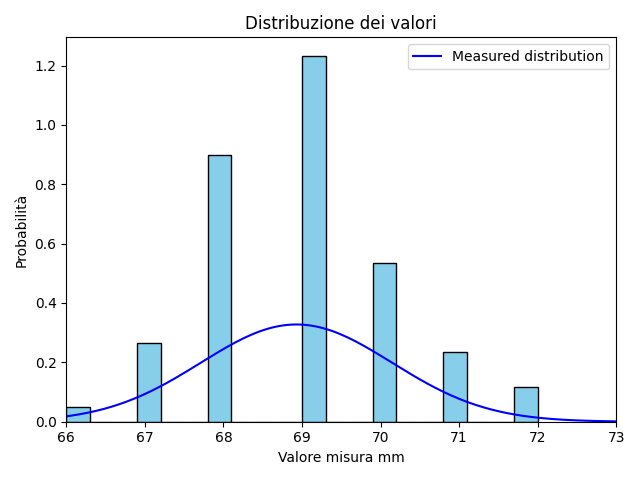 Distribuzione dei valori
Measured distribution
Probabilità
1.2
1.0
0.8
0.6
0.4
0.2
0.0
66 67 68 69 70 71 72 73
Valore misura mm